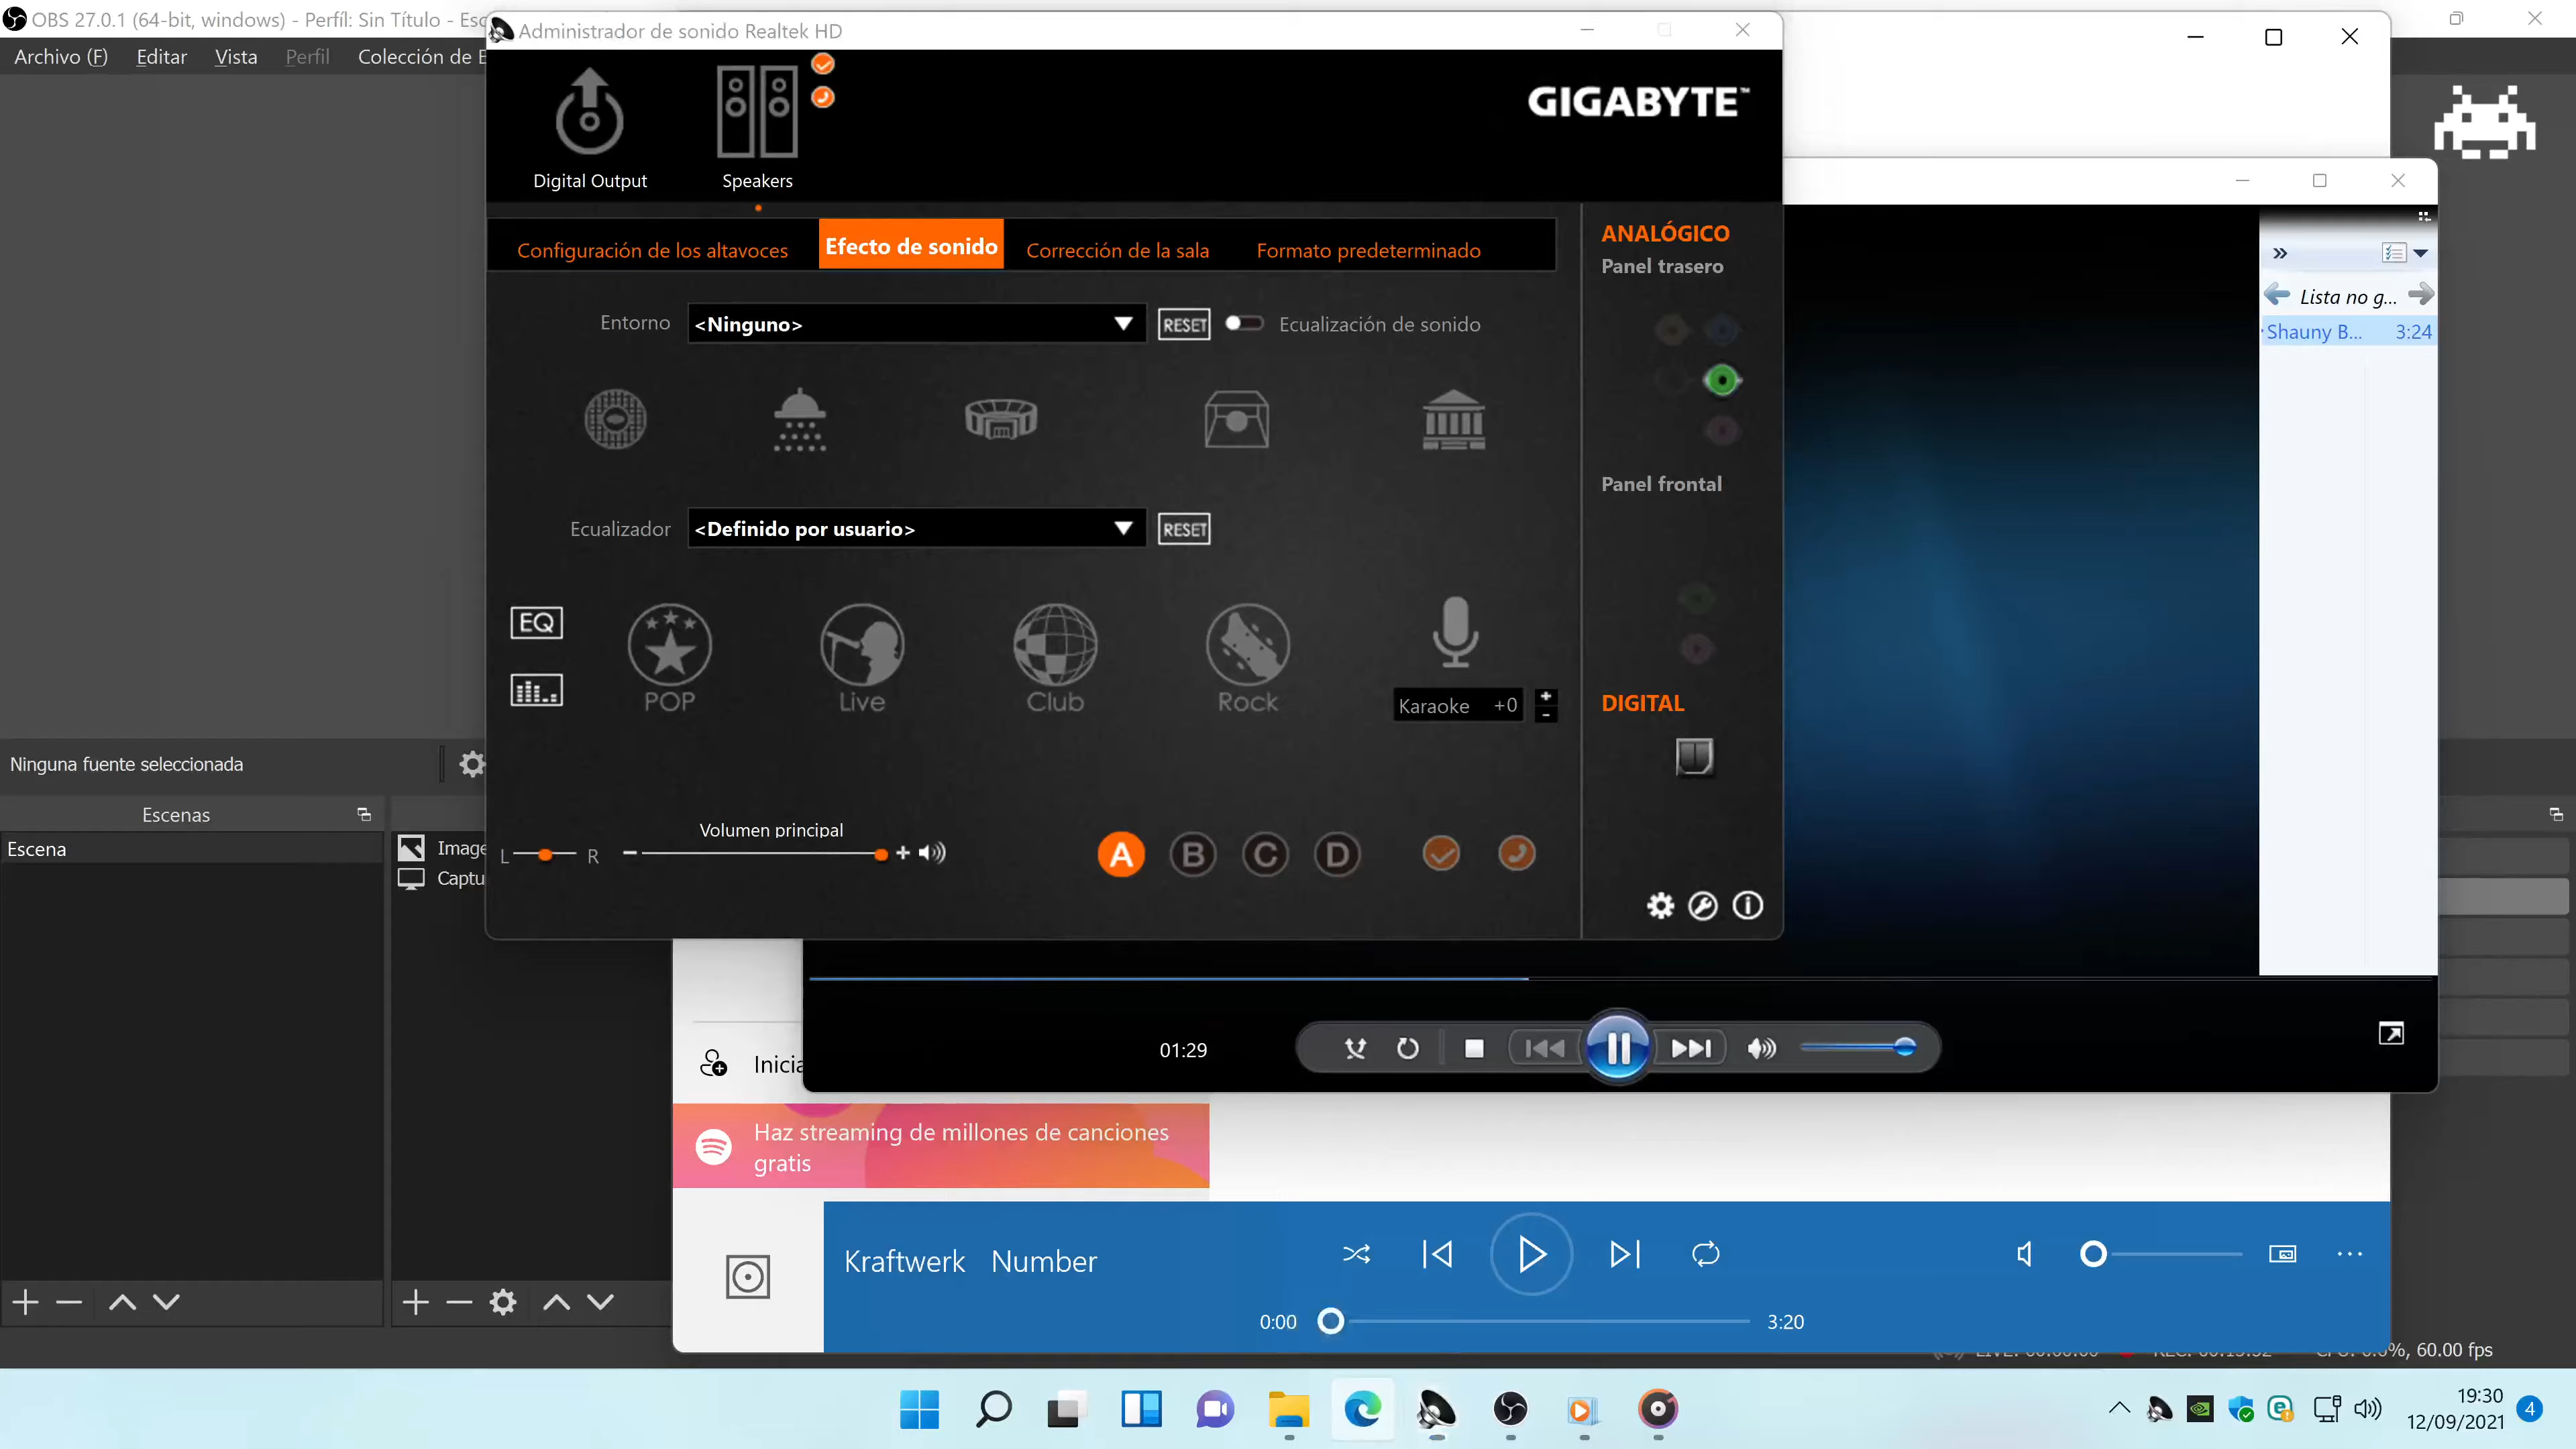 OBS 27.0.1 (64-bit, windows) - Perfíl: Sin Título - Esc
Archivo (F) Editar Vista Perfil Colección de E
Administrador de sonido Realtek HD
Digital Output
Speakers
GIGABYTE™
Configuración de los altavoces
Efecto de sonido
Corrección de la sala
Formato predeterminado
Entorno
<Ninguno>
RESET
Ecualización de sonido
Ecualizador
<Definido por usuario>
RESET
EQ
POP
Live
Club
Rock
Karaoke +0
Volumen principal
L
R
A
B
C
D
ANALÓGICO
Panel trasero
Panel frontal
DIGITAL
Lista no g...
Shauny B... 3:24
Ninguna fuente seleccionada
Escenas
Escena
Image
Captu
01:29
Inicia
Haz streaming de millones de canciones
gratis
Kraftwerk Number
0:00
3:20
60.00 fps
19:30
12/09/2021
4